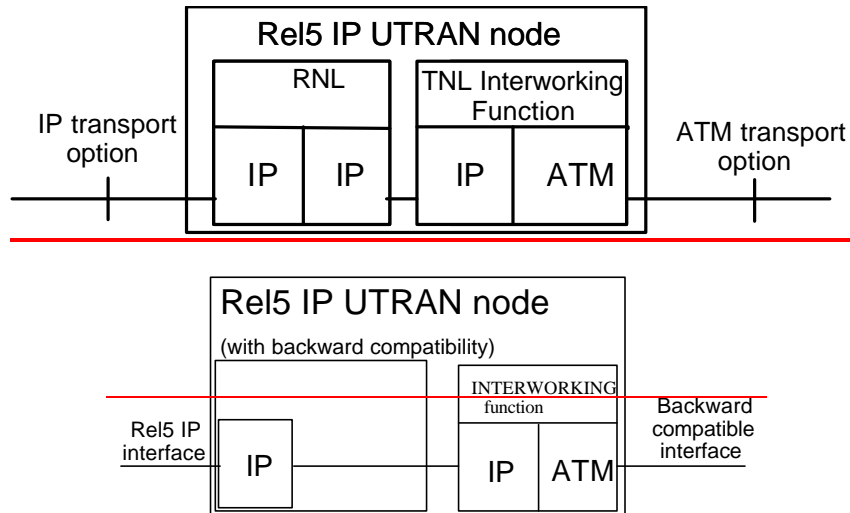 Rel5 IP UTRAN node
RNL
TNL Interworking
Function
IP transport
option
ATM transport
option
IP
IP
IP
ATM
Rel5 IP UTRAN node
(with backward compatibility)
INTERWORKING
function
Rel5 IP
interface
Backward
compatible
interface
IP
IP
ATM